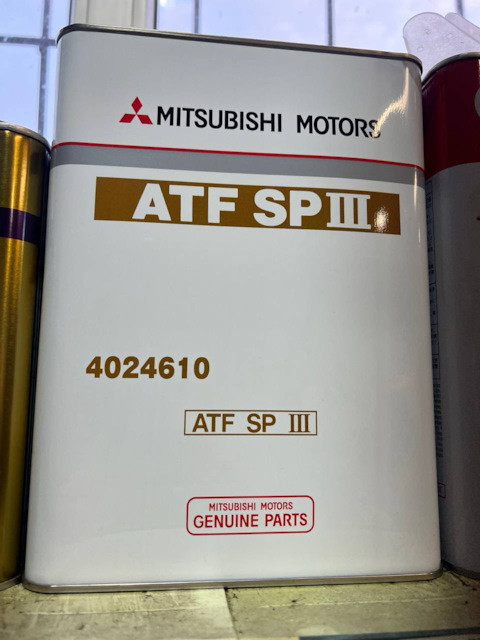 MITSUBISHI MOTORS
ATF SPIII
4024610
ATF SP III
MITSUBISHI MOTORS
GENUINE PARTS